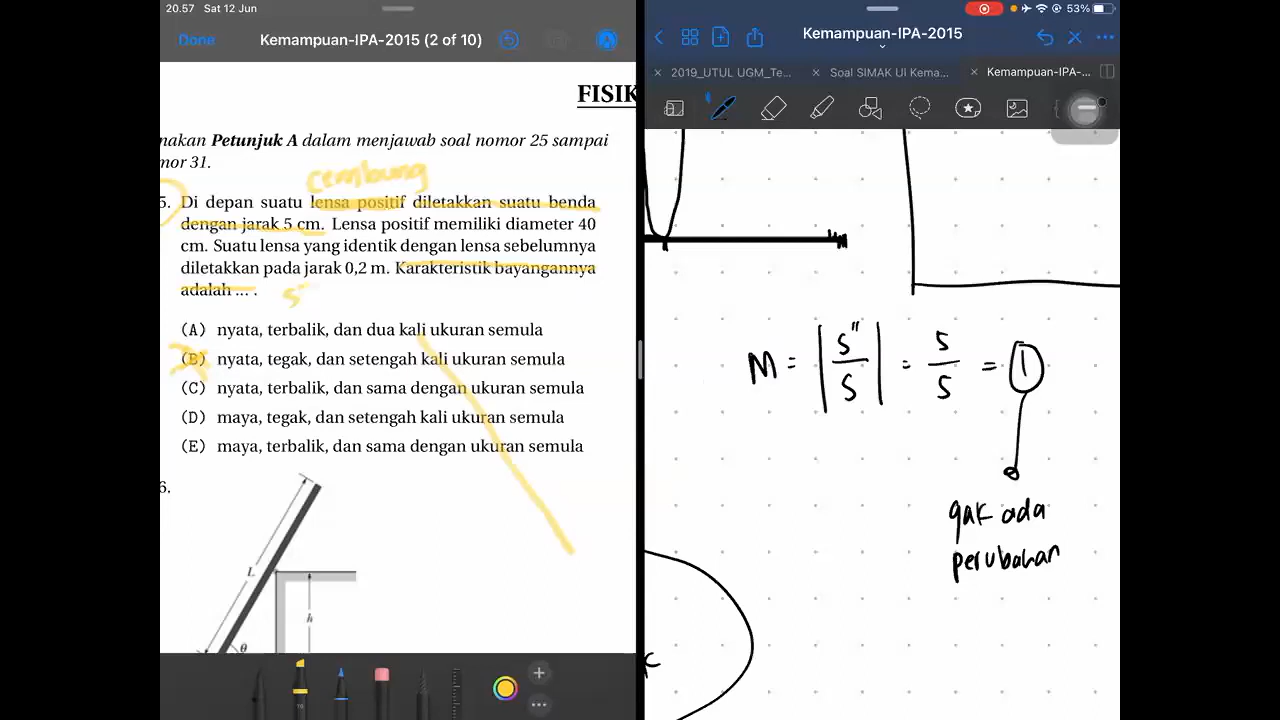 20.57 Sat 12 Jun
53%
Done
Kemampuan-IPA-2015 (2 of 10)
Kemampuan-IPA-2015
2019_UTUL UGM_Te...
Soal SIMAK UI Kema...
Kemampuan-IPA-...
FISIK
nakan Petunjuk A dalam menjawab soal nomor 25 sampai
mor 31.
cembung
5. Di depan suatu lensa positif diletakkan suatu benda
dengan jarak 5 cm. Lensa positif memiliki diameter 40
cm. Suatu lensa yang identik dengan lensa sebelumnya
diletakkan pada jarak 0,2 m. Karakteristik bayangannya
adalah ... .
(A) nyata, terbalik, dan dua kali ukuran semula
(B) nyata, tegak, dan setengah kali ukuran semula
(C) nyata, terbalik, dan sama dengan ukuran semula
(D) maya, tegak, dan setengah kali ukuran semula
(E) maya, terbalik, dan sama dengan ukuran semula
6.
L
h
θ
M = |s"/s| = 5/5 = 1
gak ada
perubahan